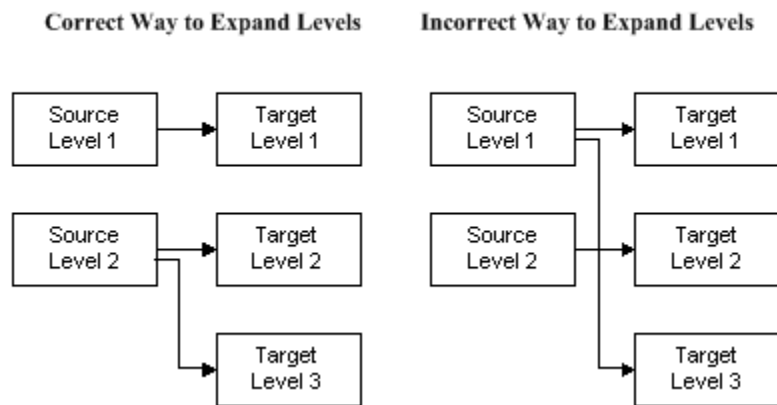 Correct Way to Expand Levels
Incorrect Way to Expand Levels
Source
Level 1
Target
Level 1
Source
Level 2
Target
Level 2
Target
Level 3
Source
Level 1
Target
Level 1
Source
Level 2
Target
Level 2
Target
Level 3